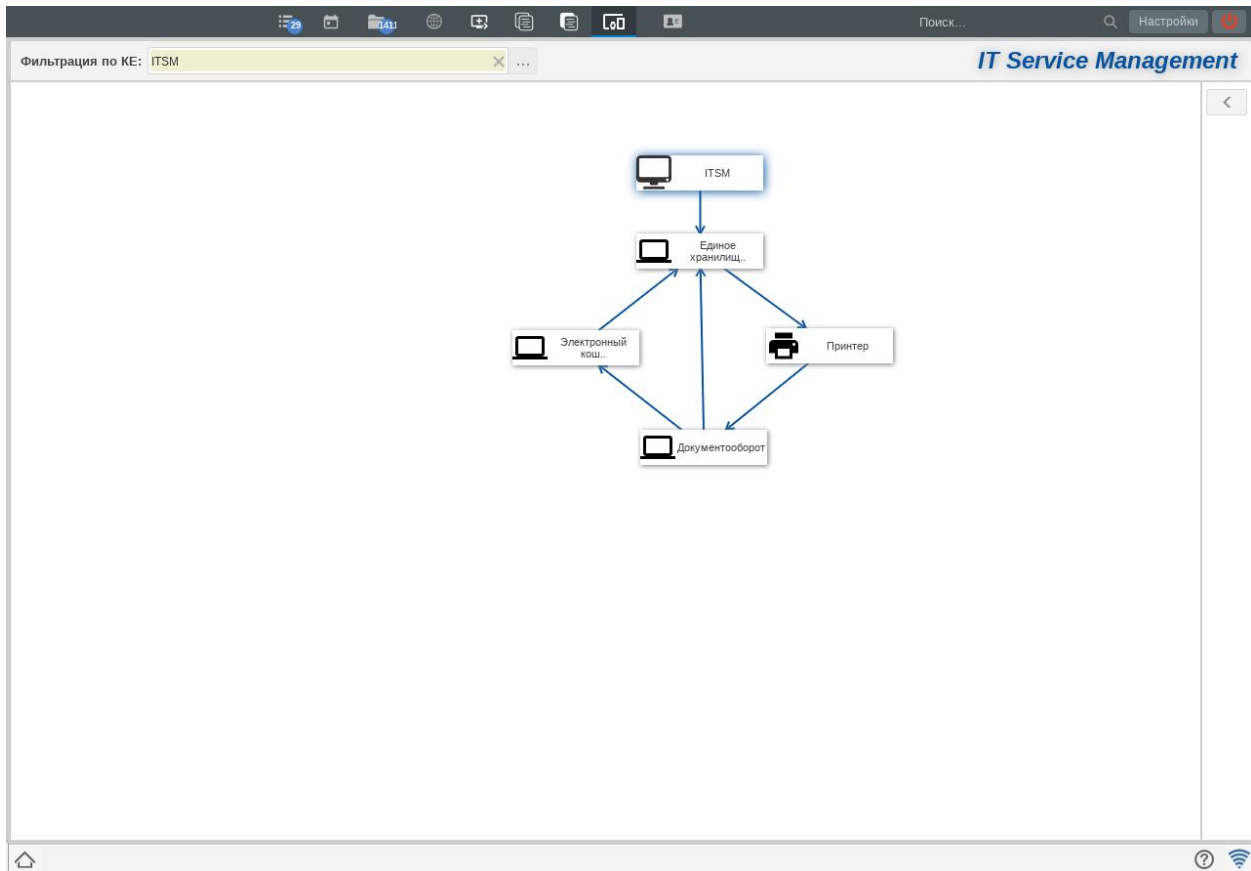 29
1411
Поиск...
Настройки
Фильтрация по КЕ: ITSM
...
IT Service Management
ITSM
Единое
хранилищ..
Электронный
кош..
Принтер
Документооборот